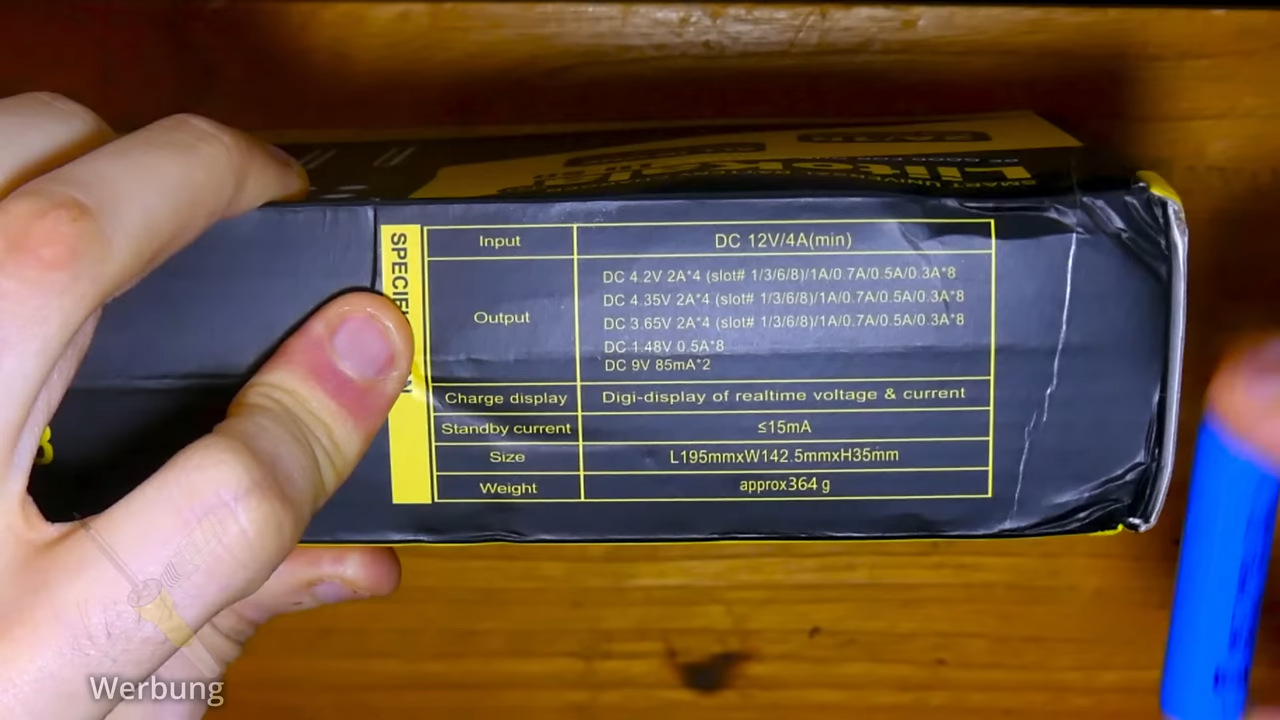 LiitoKala
SMART UNIVERSAL
SPECIF N
Input
DC 12V/4A(min)
Output
DC 4.2V 2A*4 (slot# 1/3/6/8)/1A/0.7A/0.5A/0.3A*8
DC 4.35V 2A*4 (slot# 1/3/6/8)/1A/0.7A/0.5A/0.3A*8
DC 3.65V 2A*4 (slot# 1/3/6/8)/1A/0.7A/0.5A/0.3A*8
DC 1.48V 0.5A*8
DC 9V 85mA*2
Charge display
Digi-display of realtime voltage & current
Standby current
≤15mA
Size
L195mmxW142.5mmxH35mm
Weight
approx364 g
Werbung